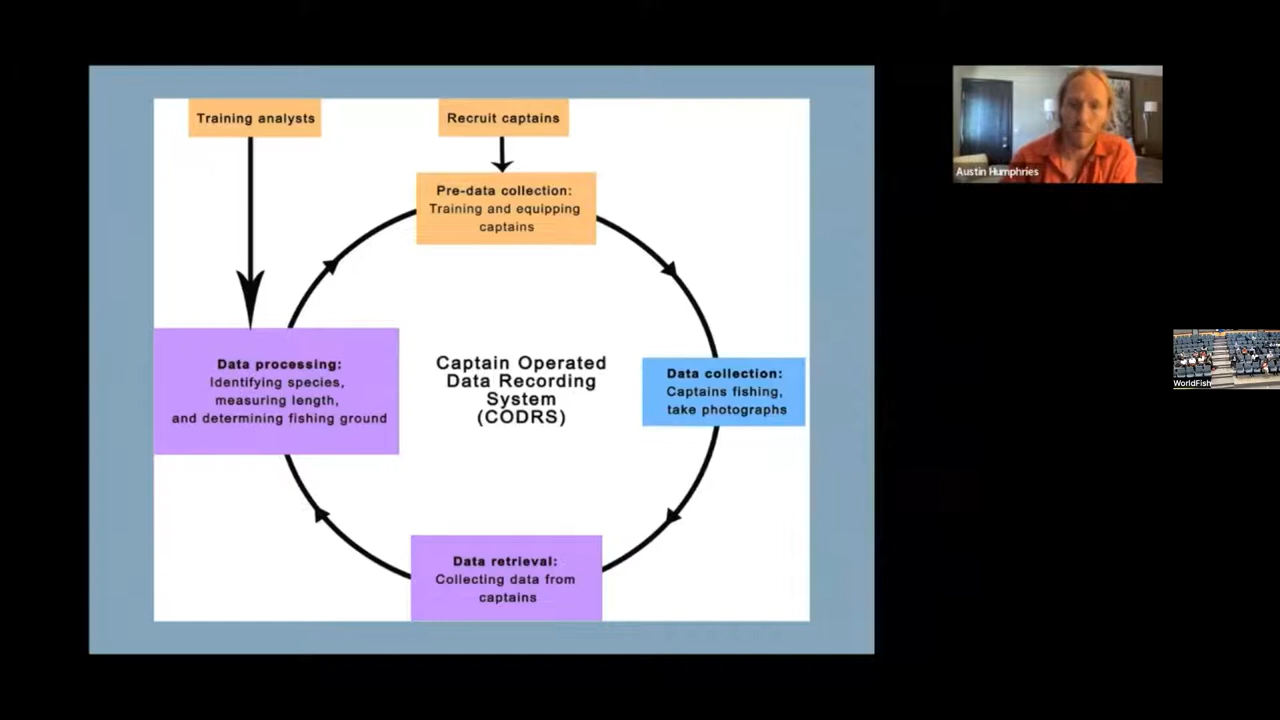 Training analysts
Recruit captains
Pre-data collection:
Training and equipping
captains
Data processing:
Identifying species,
measuring length,
and determining fishing ground
Captain Operated
Data Recording
System
(CODRS)
Data collection:
Captains fishing,
take photographs
Data retrieval:
Collecting data from
captains
Austin Humphries
WorldFish